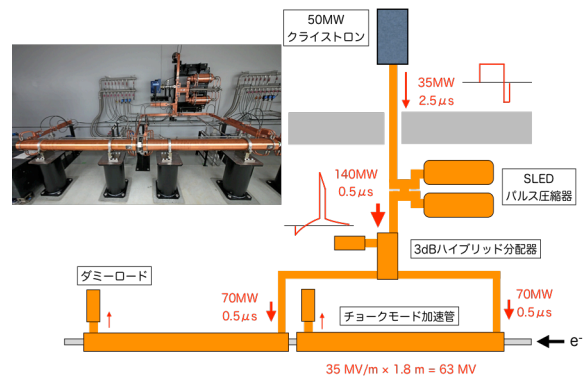 50MW
クライストロン
35MW
2.5μs
140MW
0.5μs
SLED
パルス圧縮器
3dBハイブリッド分配器
ダミーロード
70MW
0.5μs
チョークモード加速管
70MW
0.5μs
e-
35 MV/m × 1.8 m = 63 MV